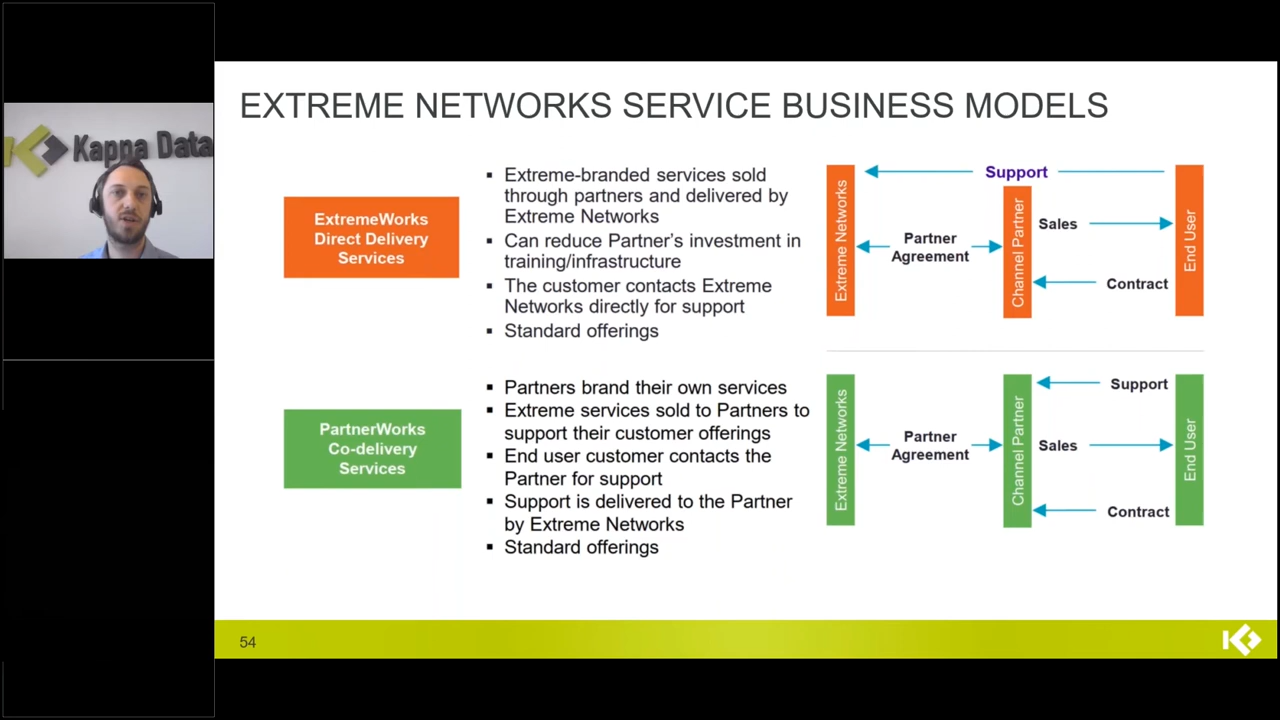 Kappa Data
EXTREME NETWORKS SERVICE BUSINESS MODELS
ExtremeWorks
Direct Delivery
Services
▪ Extreme-branded services sold
through partners and delivered by
Extreme Networks
▪ Can reduce Partner's investment in
training/infrastructure
▪ The customer contacts Extreme
Networks directly for support
▪ Standard offerings
Extreme Networks
Support
Partner
Agreement
Channel Partner
Sales
Contract
End User
PartnerWorks
Co-delivery
Services
▪ Partners brand their own services
▪ Extreme services sold to Partners to
support their customer offerings
▪ End user customer contacts the
Partner for support
▪ Support is delivered to the Partner
by Extreme Networks
▪ Standard offerings
Extreme Networks
Partner
Agreement
Channel Partner
Support
Sales
Contract
End User
54